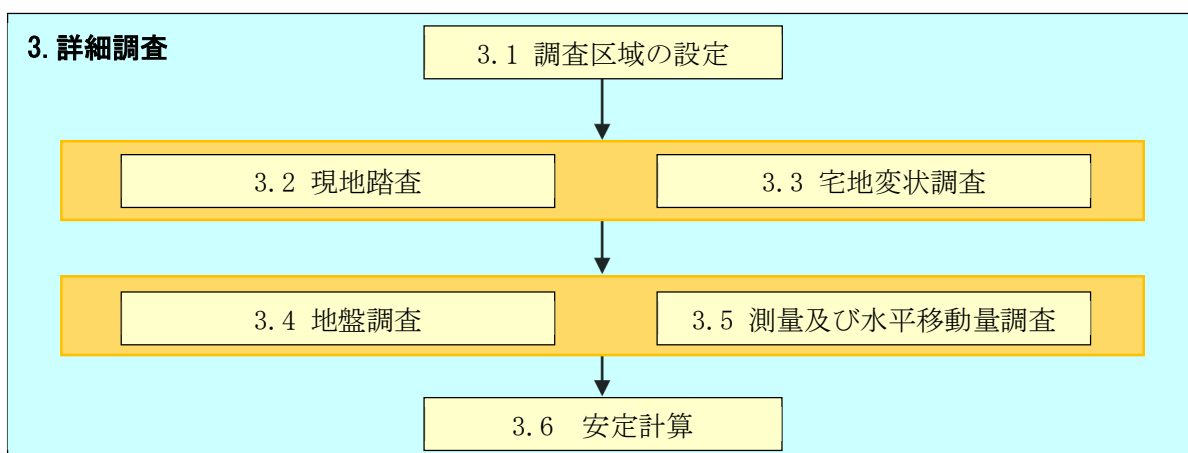 3.詳細調査
3.1 調査区域の設定
3.2 現地踏査
3.3 宅地変状調査
3.4 地盤調査
3.5 測量及び水平移動量調査
3.6　安定計算